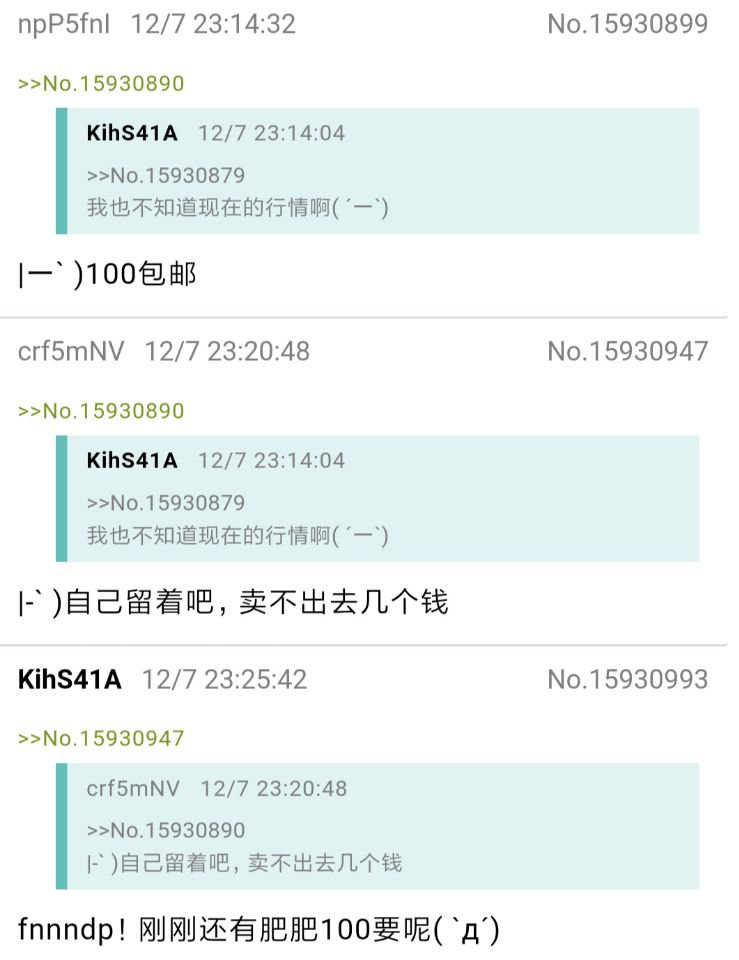 npP5fnl 12/7 23:14:32 No.15930899
>>No.15930890
KihS41A 12/7 23:14:04
>>No.15930879
我也不知道现在的行情啊( ´ー`)
|ー` )100包邮
crf5mNV 12/7 23:20:48 No.15930947
>>No.15930890
KihS41A 12/7 23:14:04
>>No.15930879
我也不知道现在的行情啊( ´ー`)
|-` )自己留着吧，卖不出去几个钱
KihS41A 12/7 23:25:42 No.15930993
>>No.15930947
crf5mNV 12/7 23:20:48
>>No.15930890
|-` )自己留着吧，卖不出去几个钱
fnnndp！刚刚还有肥肥100要呢( `д´)